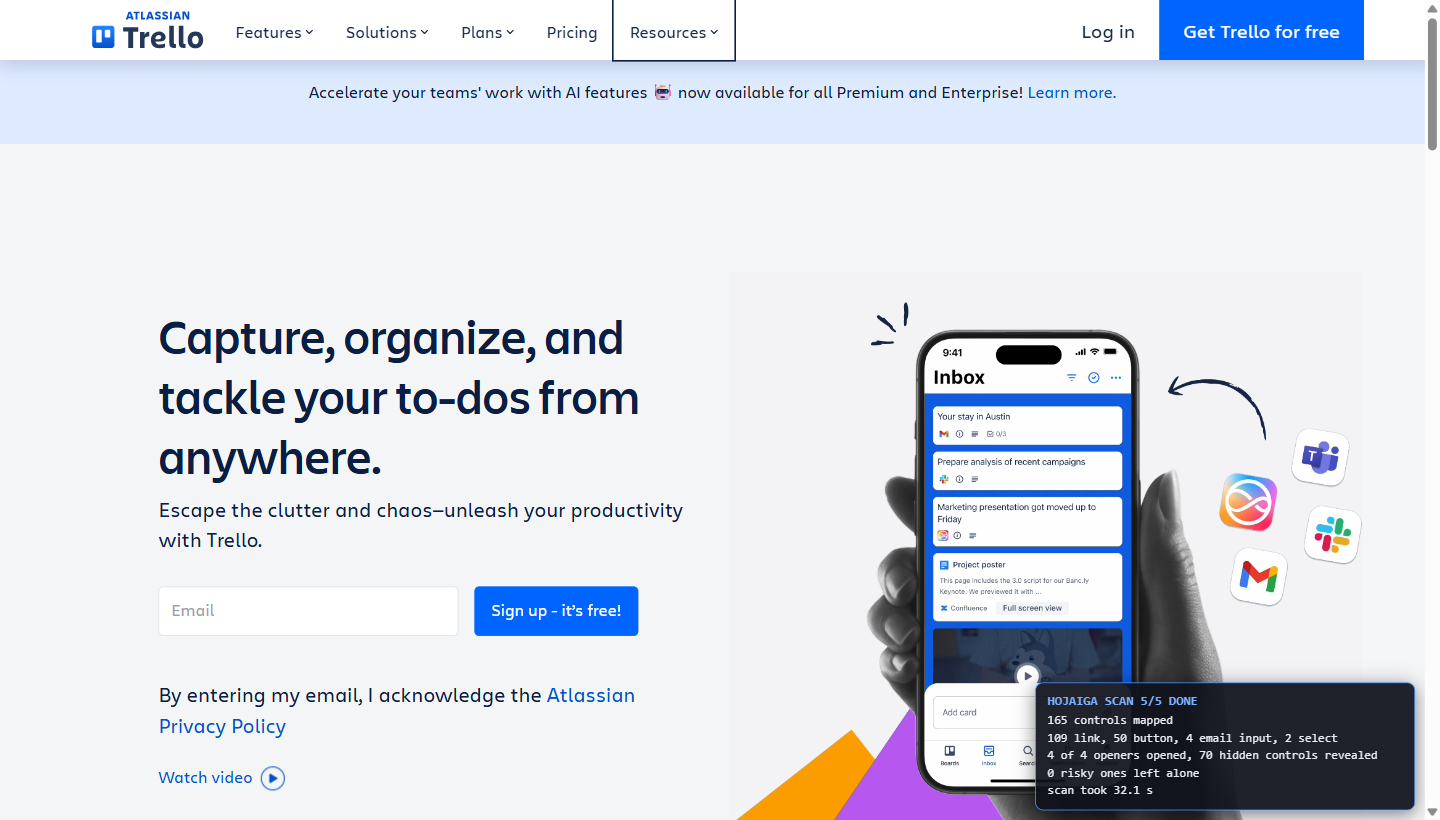 ATLASSIAN
Trello
Features
Solutions
Plans
Pricing
Resources
Log in
Get Trello for free
Accelerate your teams' work with AI features 🤖 now available for all Premium and Enterprise! Learn more.
Capture, organize, and
tackle your to-dos from
anywhere.
Escape the clutter and chaos—unleash your productivity
with Trello.
Email
Sign up - it's free!
By entering my email, I acknowledge the Atlassian
Privacy Policy
Watch video
9:41
Inbox
Your stay in Austin
0/3
Prepare analysis of recent campaigns
Marketing presentation got moved up to
Friday
Project poster
This page includes the 3.0 script for our Banc.ly
Keynote. We previewed it with ...
Confluence
Full screen view
Add card
Boards
Inbox
Search
T
HOJAIGA SCAN 5/5 DONE
165 controls mapped
109 link, 50 button, 4 email input, 2 select
4 of 4 openers opened, 70 hidden controls revealed
0 risky ones left alone
scan took 32.1 s